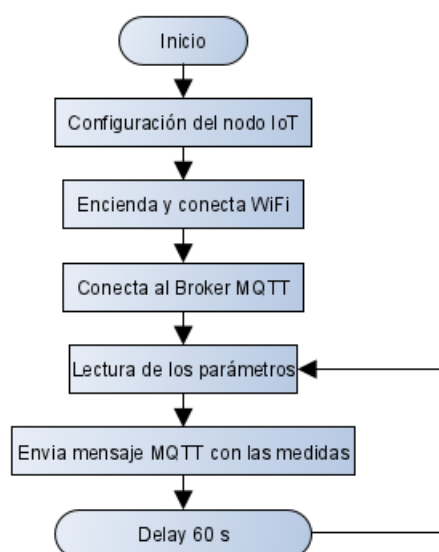 Inicio
Configuración del nodo IoT
Encienda y conecta WiFi
Conecta al Broker MQTT
Lectura de los parámetros
Envia mensaje MQTT con las medidas
Delay 60 s